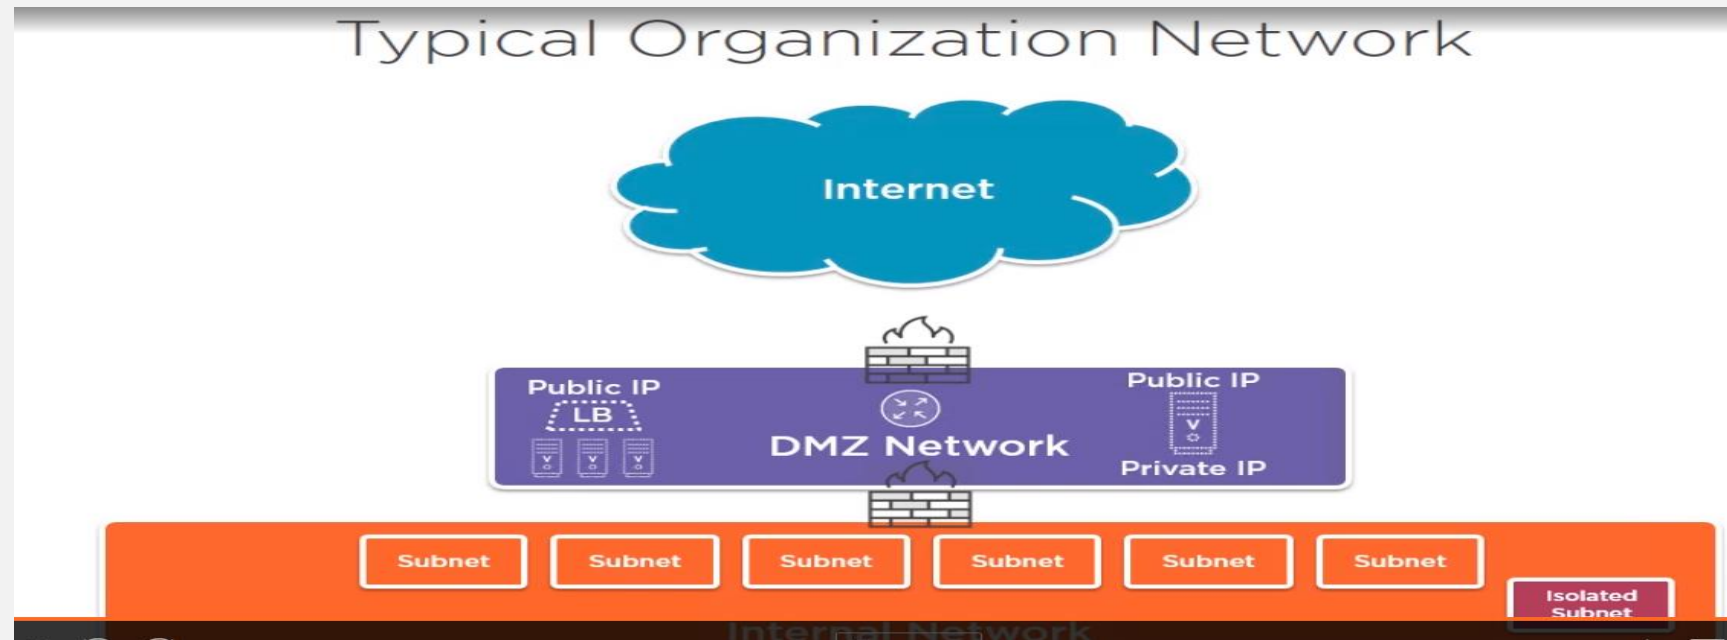 Typical Organization Network
Internet
Public IP
LB
DMZ Network
Public IP
Private IP
Subnet
Subnet
Subnet
Subnet
Subnet
Subnet
Isolated
Subnet
Internal Network